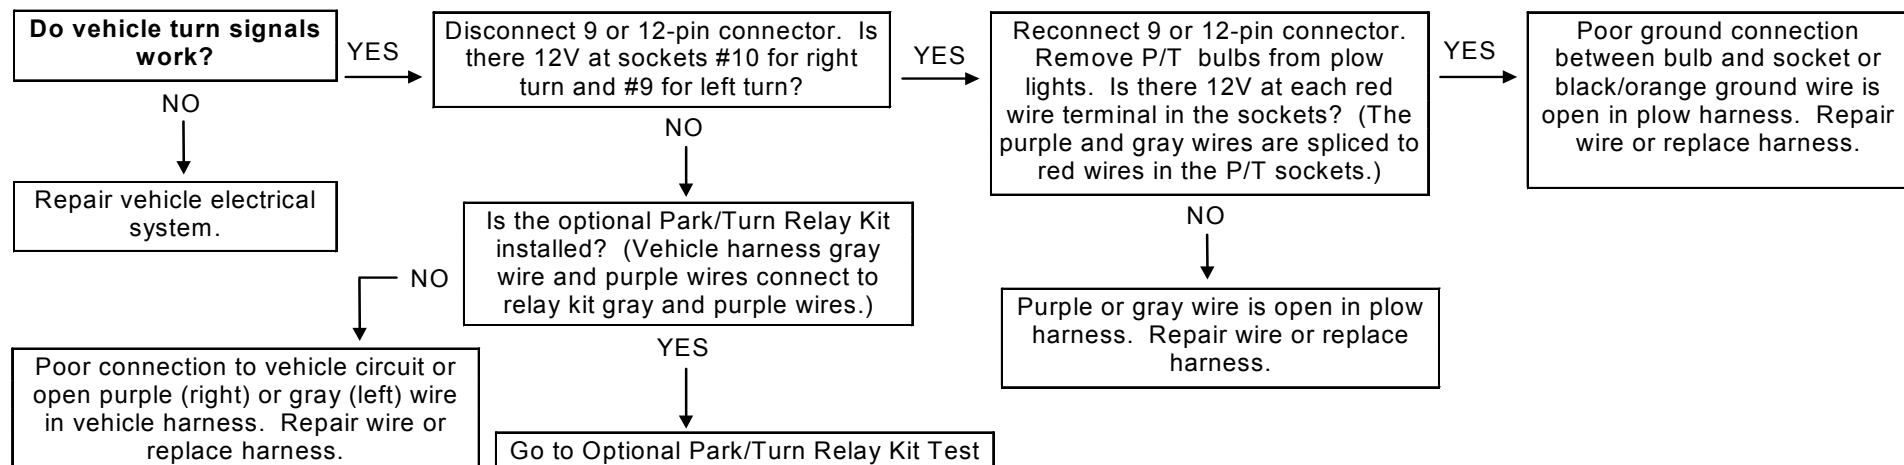 Do vehicle turn signals
work?
YES
NO
Repair vehicle electrical
system.
Disconnect 9 or 12-pin connector.  Is
there 12V at sockets #10 for right
turn and #9 for left turn?
YES
NO
Is the optional Park/Turn Relay Kit
installed?  (Vehicle harness gray
wire and purple wires connect to
relay kit gray and purple wires.)
NO
Poor connection to vehicle circuit or
open purple (right) or gray (left) wire
in vehicle harness.  Repair wire or
replace harness.
YES
Go to Optional Park/Turn Relay Kit Test
Reconnect 9 or 12-pin connector.
Remove P/T  bulbs from plow
lights.  Is there 12V at each red
wire terminal in the sockets?  (The
purple and gray wires are spliced to
red wires in the P/T sockets.)
YES
NO
Purple or gray wire is open in plow
harness.  Repair wire or replace
harness.
Poor ground connection
between bulb and socket or
black/orange ground wire is
open in plow harness.  Repair
wire or replace harness.